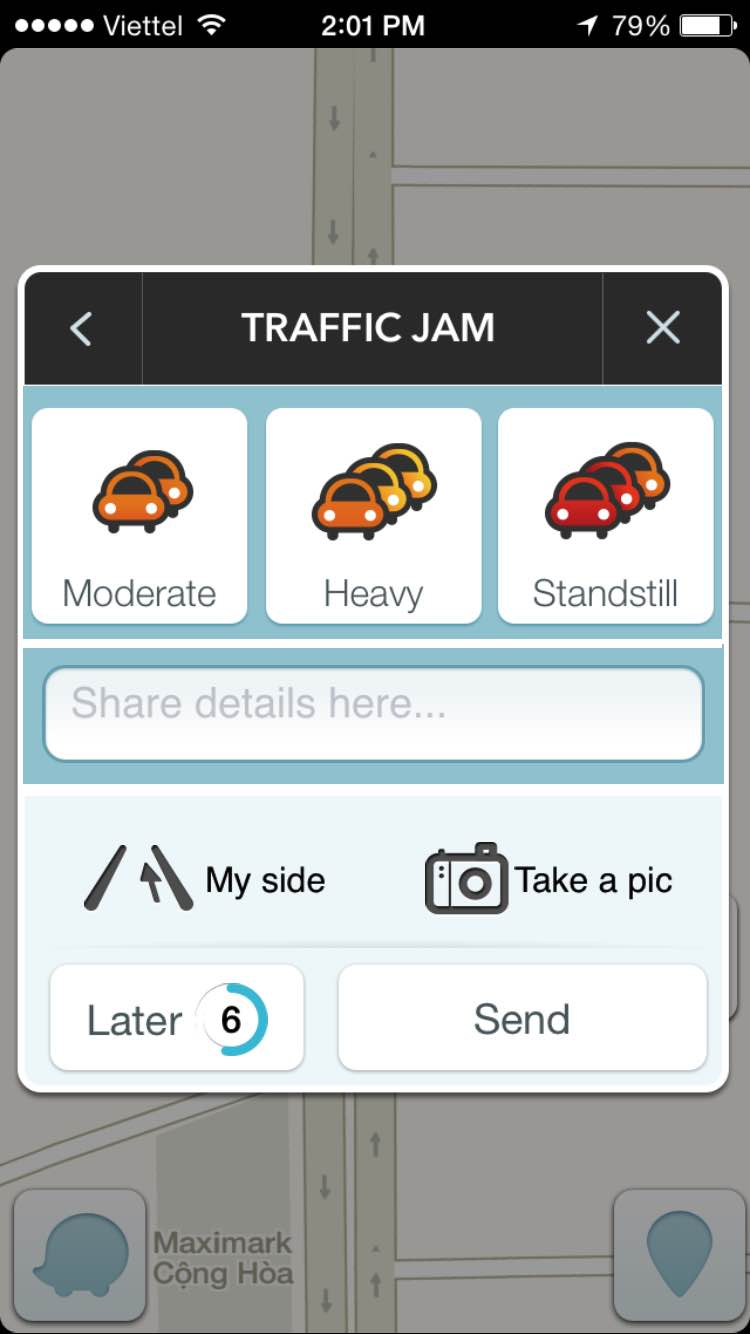 Viettel 2:01 PM 79%
TRAFFIC JAM
Moderate Heavy Standstill
Share details here...
My side Take a pic
Later 6 Send
Maximark
Cộng Hòa